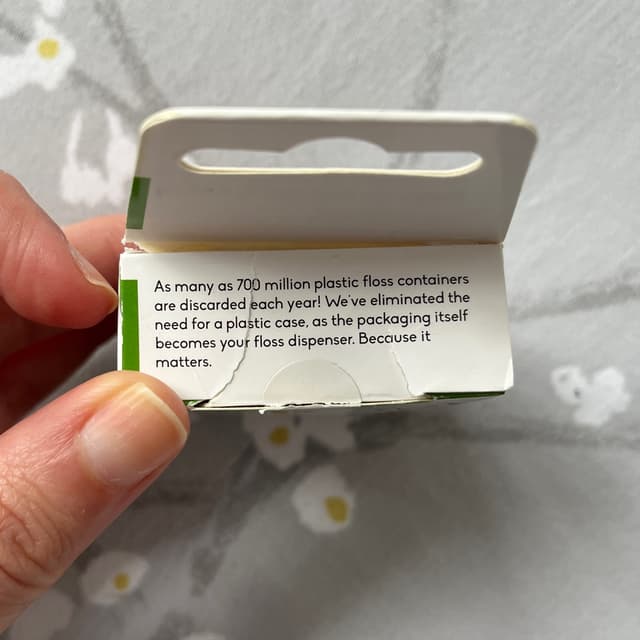 As many as 700 million plastic floss containers
are discarded each year! We've eliminated the
need for a plastic case, as the packaging itself
becomes your floss dispenser. Because it
matters.